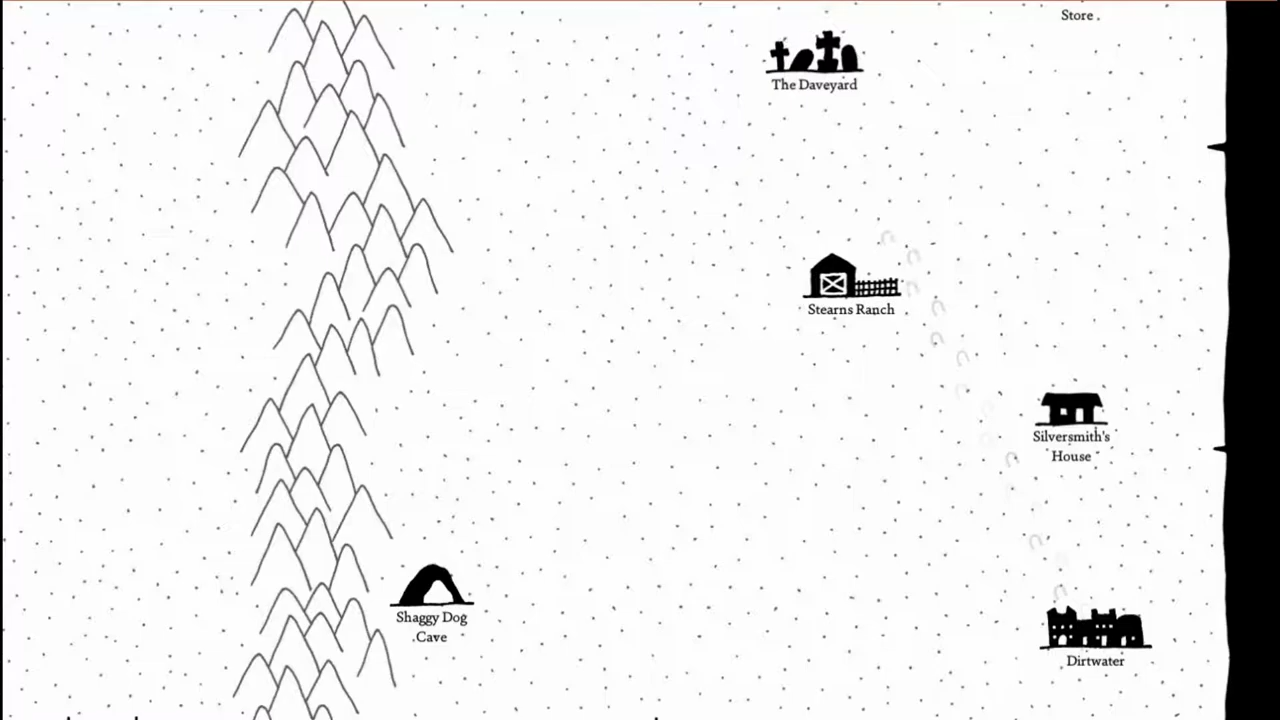 Store
The Daveyard
Stearns Ranch
Silversmith's
House
Shaggy Dog
Cave
Dirtwater